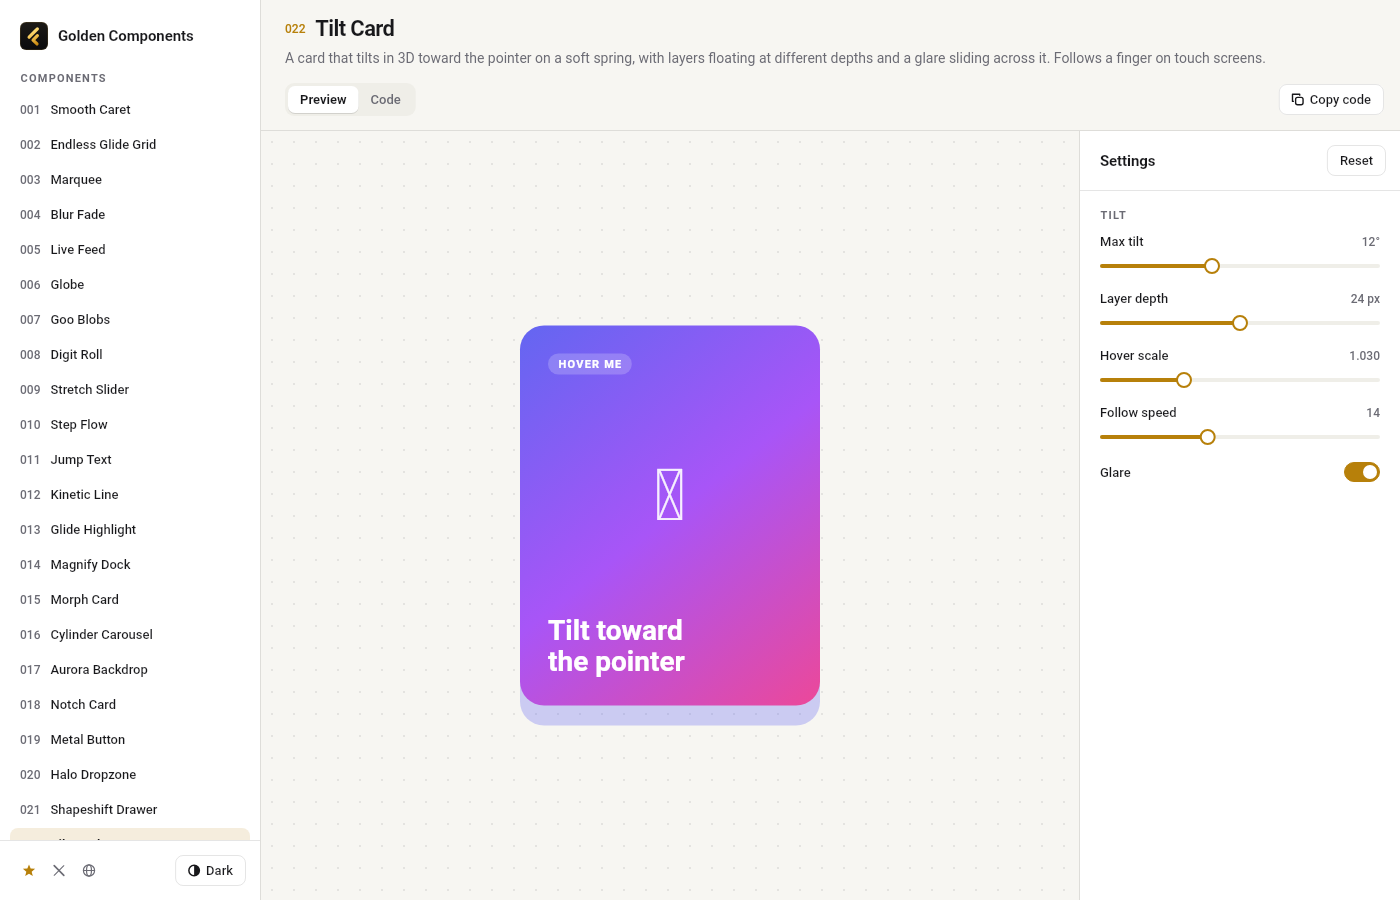 Golden Components
COMPONENTS
001 Smooth Caret
002 Endless Glide Grid
003 Marquee
004 Blur Fade
005 Live Feed
006 Globe
007 Goo Blobs
008 Digit Roll
009 Stretch Slider
010 Step Flow
011 Jump Text
012 Kinetic Line
013 Glide Highlight
014 Magnify Dock
015 Morph Card
016 Cylinder Carousel
017 Aurora Backdrop
018 Notch Card
019 Metal Button
020 Halo Dropzone
021 Shapeshift Drawer
Dark
022 Tilt Card
A card that tilts in 3D toward the pointer on a soft spring, with layers floating at different depths and a glare sliding across it. Follows a finger on touch screens.
Preview Code
Copy code
HOVER ME
Tilt toward
the pointer
Settings
Reset
TILT
Max tilt 12°
Layer depth 24 px
Hover scale 1.030
Follow speed 14
Glare